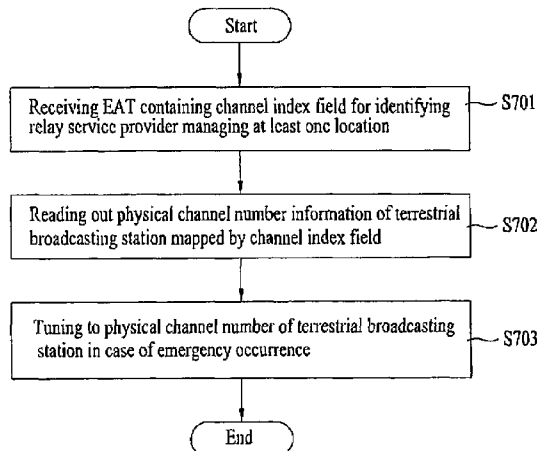 Start
Receiving EAT containing channel index field for identifying
relay service provider managing at least one location
S701
Reading out physical channel number information of terrestrial
broadcasting station mapped by channel index field
S702
Tuning to physical channel number of terrestrial broadcasting
station in case of emergency occurrence
S703
End